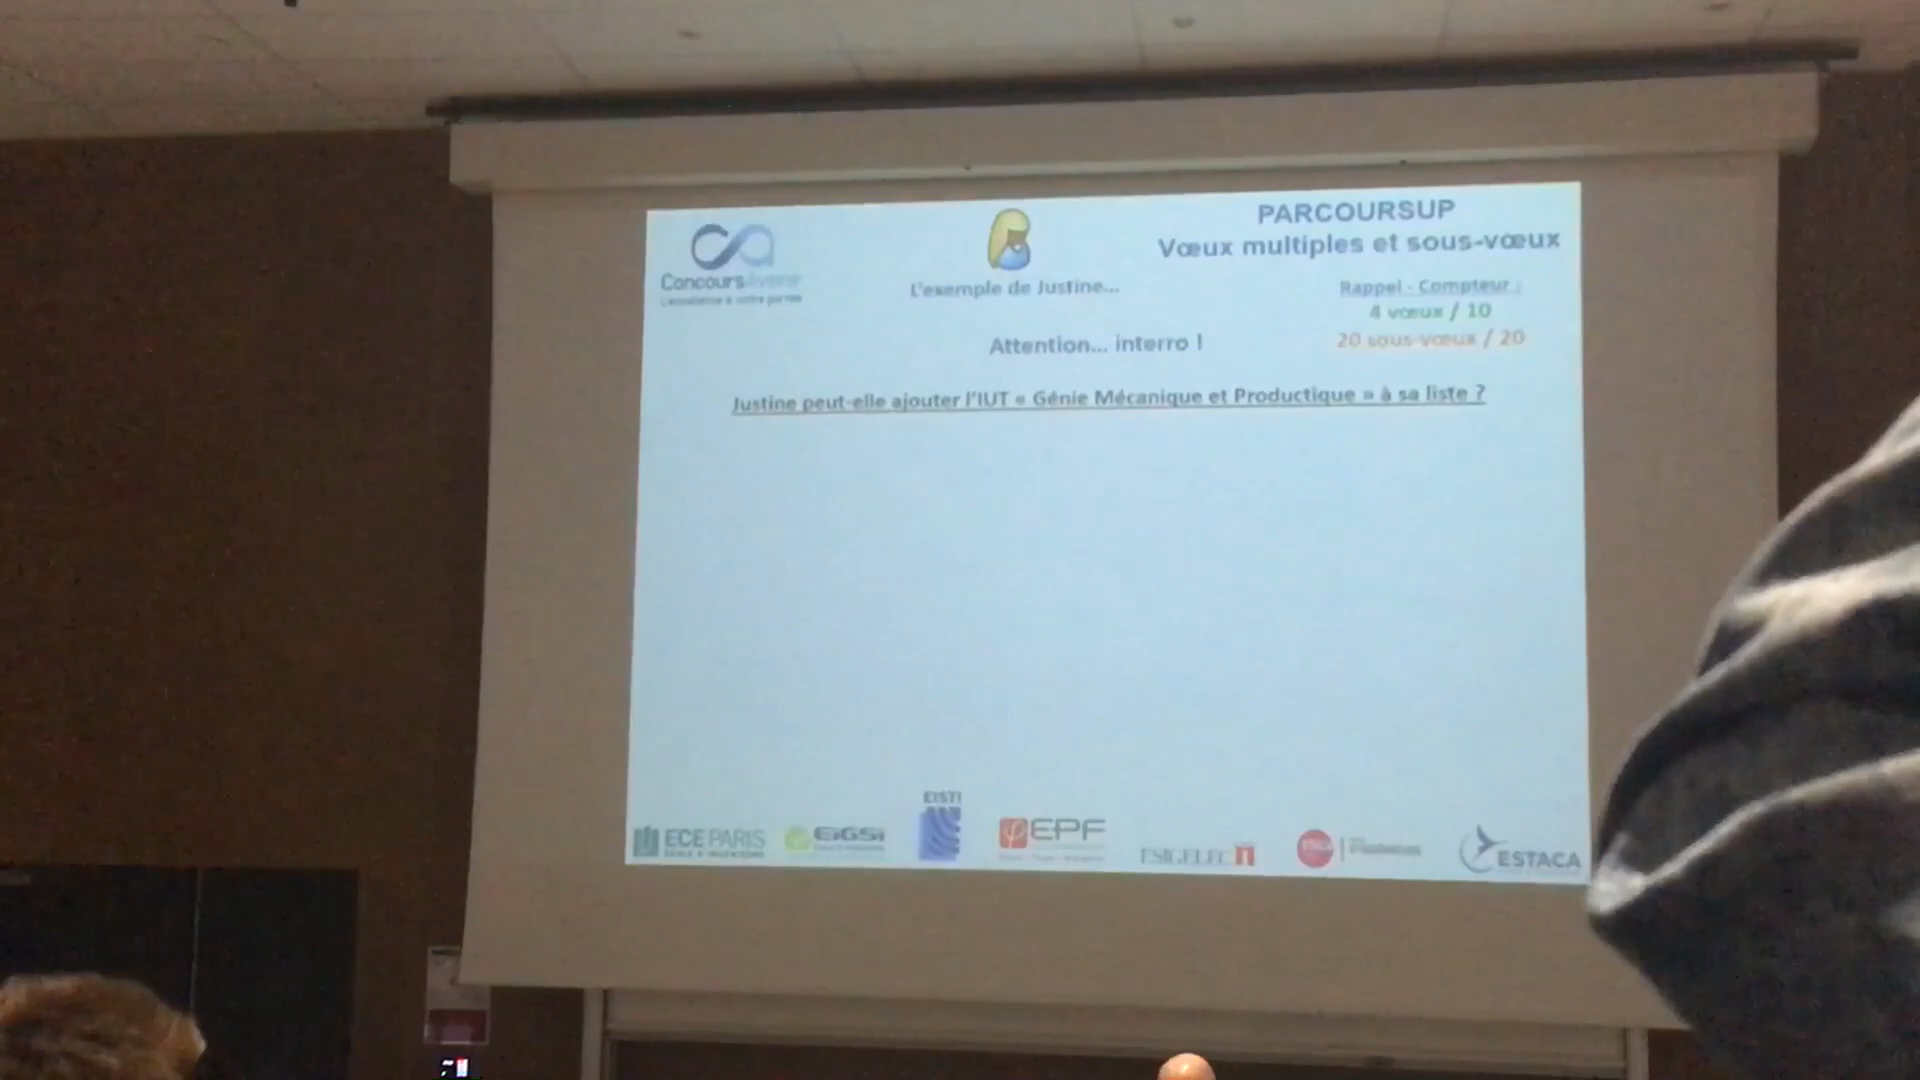 PARCOURSUP
Vœux multiples et sous-vœux
ConcoursAvenir
L'exemple de Justine...
Rappel - Compteur :
4 vœux / 10
20 sous-vœux / 20
Attention... interro !
Justine peut-elle ajouter l'IUT « Génie Mécanique et Productique » à sa liste ?
ECE PARIS
EIGSI
EISTI
EPF
ESIGELEC
ESTACA